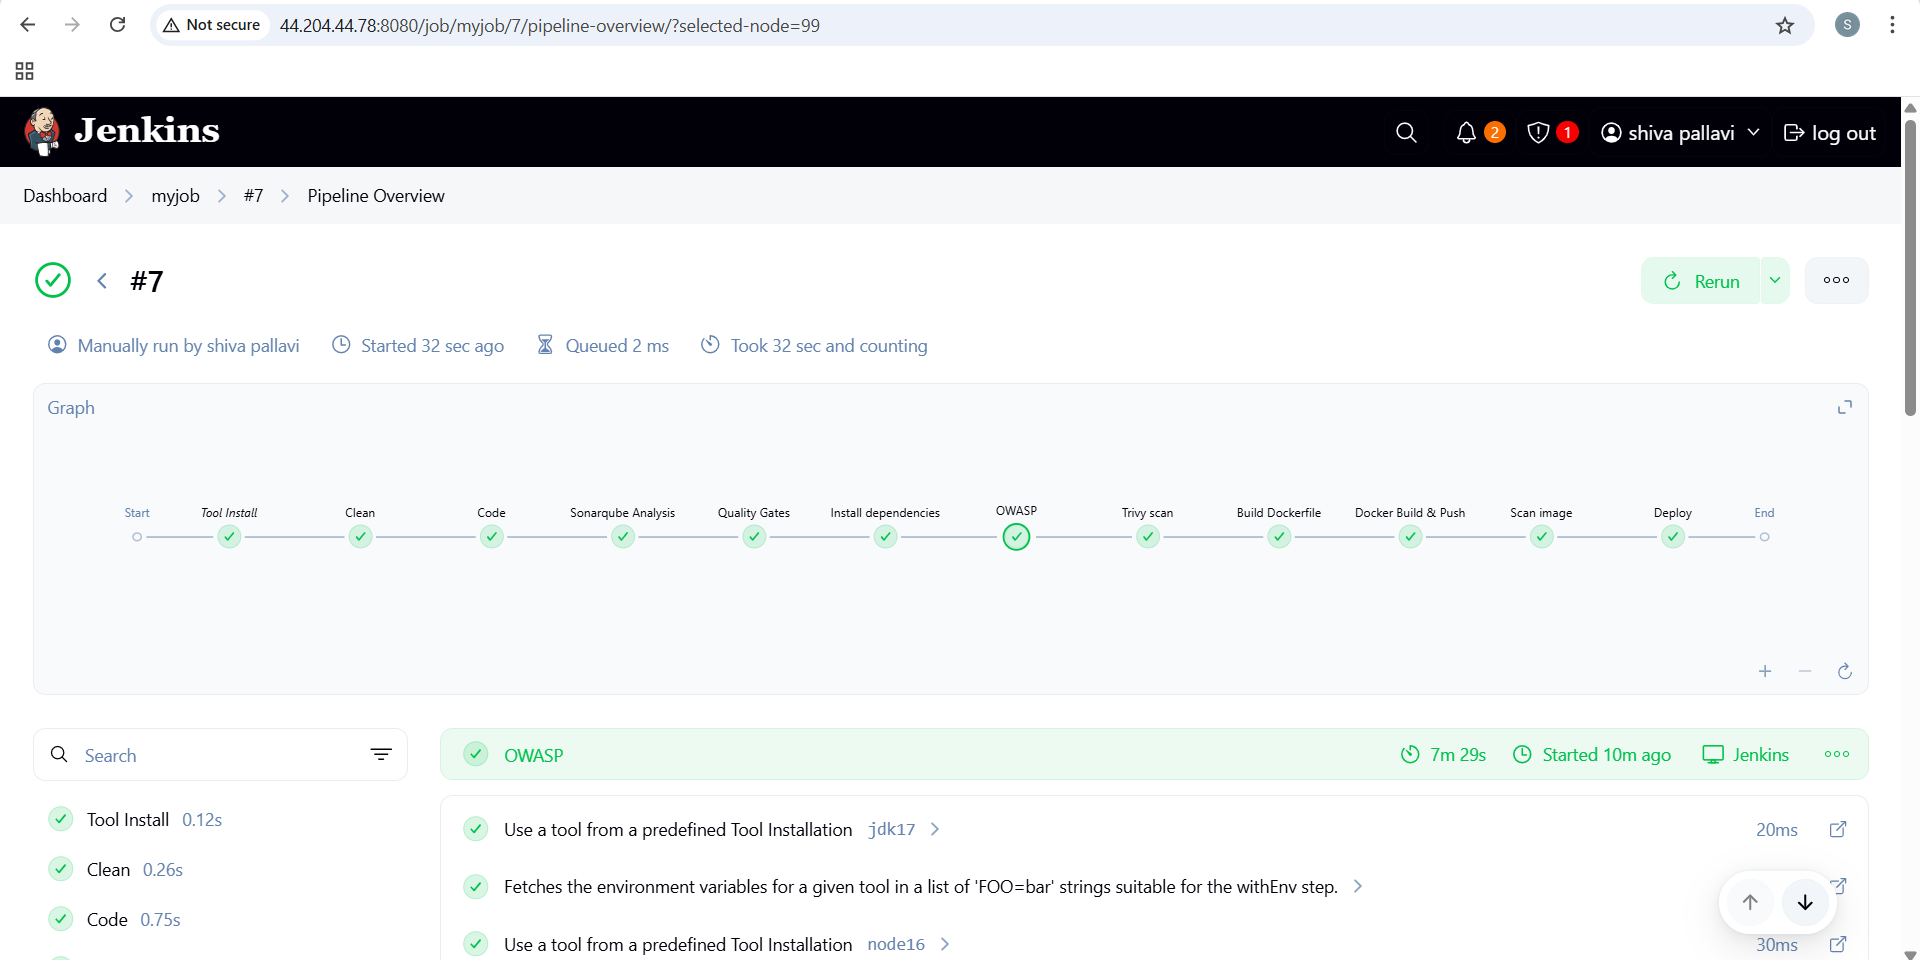 Not secure 44.204.44.78:8080/job/myjob/7/pipeline-overview/?selected-node=99
S
Jenkins
2
1
shiva pallavi
log out
Dashboard
myjob
#7
Pipeline Overview
#7
Rerun
Manually run by shiva pallavi
Started 32 sec ago
Queued 2 ms
Took 32 sec and counting
Graph
Start
Tool Install
Clean
Code
Sonarqube Analysis
Quality Gates
Install dependencies
OWASP
Trivy scan
Build Dockerfile
Docker Build & Push
Scan image
Deploy
End
Search
OWASP
7m 29s
Started 10m ago
Jenkins
Tool Install 0.12s
Clean 0.26s
Code 0.75s
Use a tool from a predefined Tool Installation jdk17
20ms
Fetches the environment variables for a given tool in a list of 'FOO=bar' strings suitable for the withEnv step.
Use a tool from a predefined Tool Installation node16
30ms